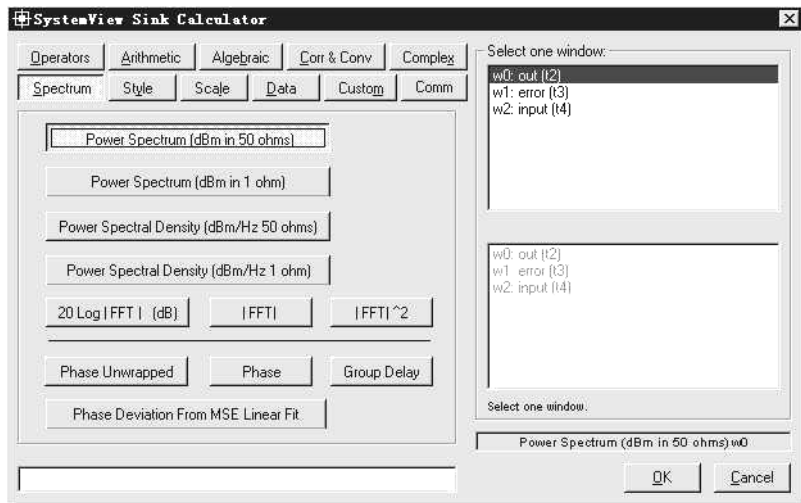 SystemView Sink Calculator
Operators Arithmetic Algebraic Corr & Conv Complex
Spectrum Style Scale Data Custom Comm
Power Spectrum (dBm in 50 ohms)
Power Spectrum (dBm in 1 ohm)
Power Spectral Density (dBm/Hz 50 ohms)
Power Spectral Density (dBm/Hz 1 ohm)
20 Log | FFT | (dB) | FFT | | FFT | ^2
Phase Unwrapped Phase Group Delay
Phase Deviation From MSE Linear Fit
Select one window:
w0: out (t2)
w1: error (t3)
w2: input (t4)
w0: out (t2)
w1: error (t3)
w2: input (t4)
Select one window.
Power Spectrum (dBm in 50 ohms) w0
OK Cancel